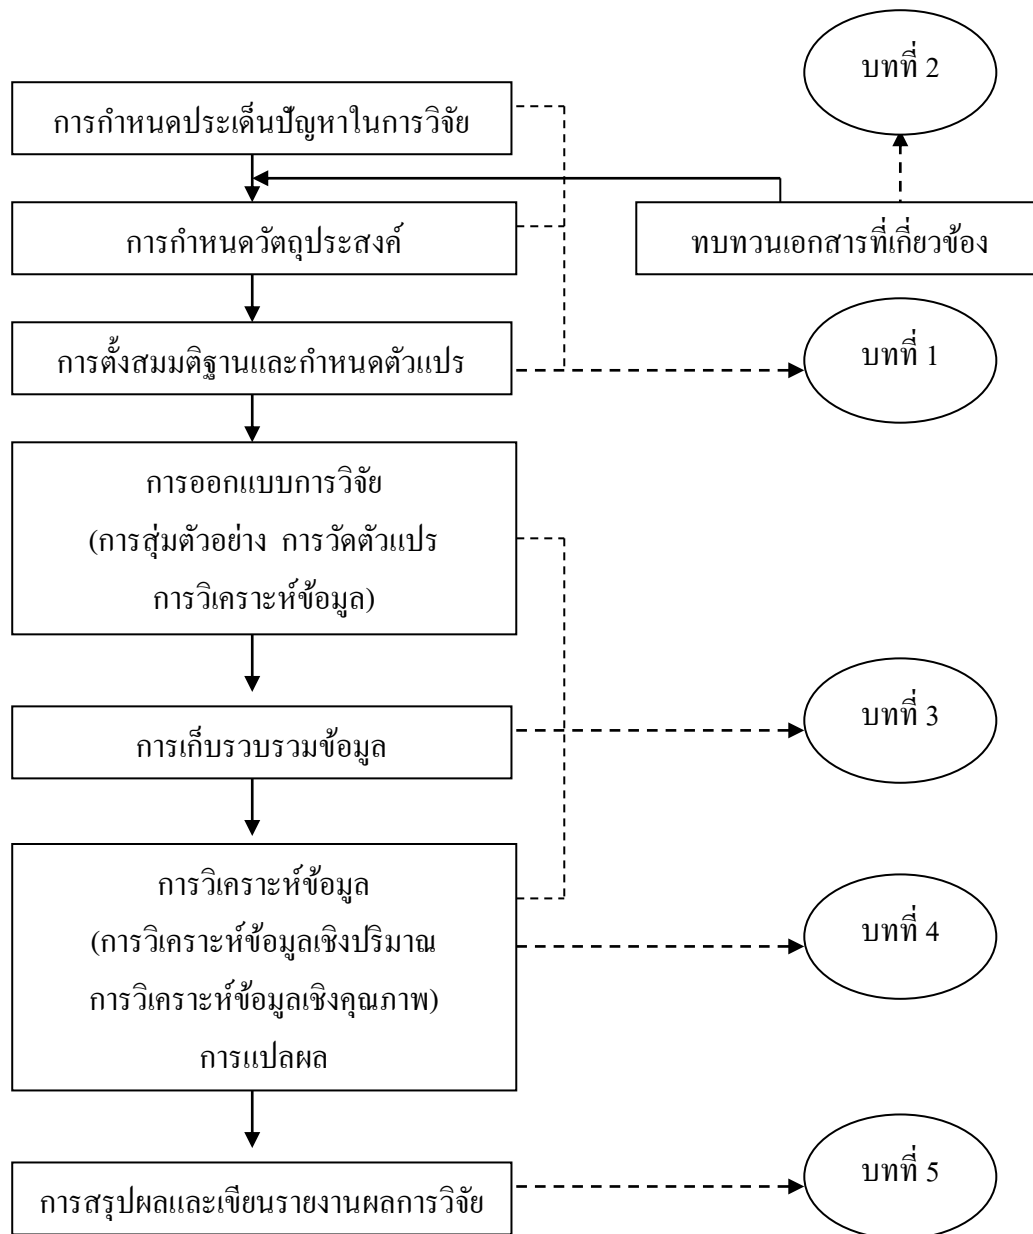 บทที่ 2
การกำหนดประเด็นปัญหาในการวิจัย
การกำหนดวัตถุประสงค์
ทบทวนเอกสารที่เกี่ยวข้อง
การตั้งสมมติฐานและกำหนดตัวแปร
บทที่ 1
การออกแบบการวิจัย
(การสุ่มตัวอย่าง การวัดตัวแปร
การวิเคราะห์ข้อมูล)
การเก็บรวบรวมข้อมูล
บทที่ 3
การวิเคราะห์ข้อมูล
(การวิเคราะห์ข้อมูลเชิงปริมาณ
การวิเคราะห์ข้อมูลเชิงคุณภาพ)
การแปลผล
บทที่ 4
การสรุปผลและเขียนรายงานผลการวิจัย
บทที่ 5